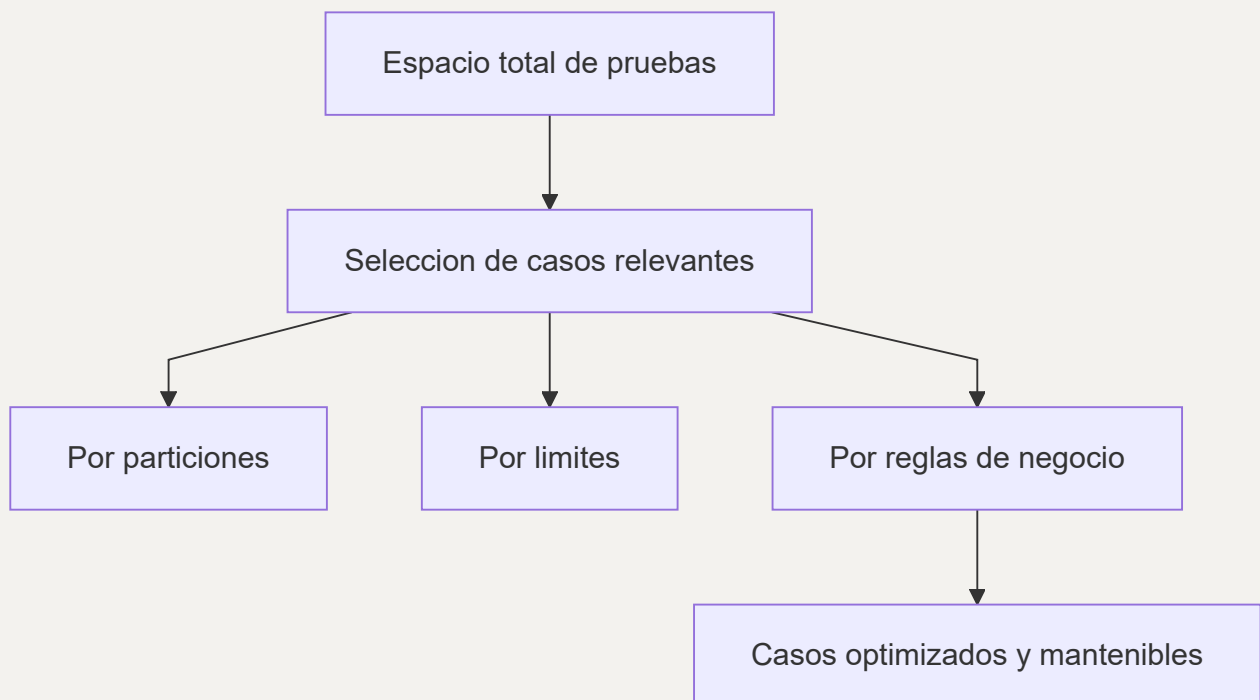 Espacio total de pruebas
Seleccion de casos relevantes
Por particiones
Por limites
Por reglas de negocio
Casos optimizados y mantenibles